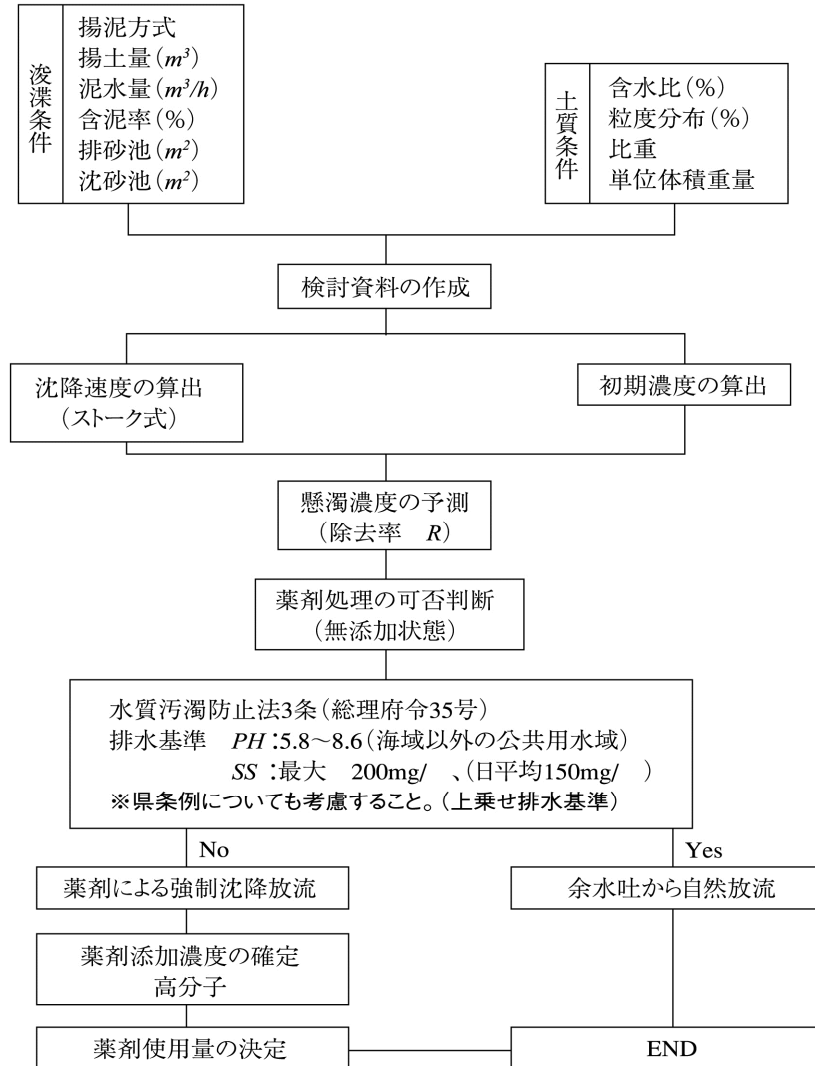 浚渫条件
揚泥方式
揚土量（m³）
泥水量（m³/h）
含泥率（%）
排砂池（m²）
沈砂池（m²）
土質条件
含水比（%）
粒度分布（%）
比重
単位体積重量
検討資料の作成
沈降速度の算出
（ストーク式）
初期濃度の算出
懸濁濃度の予測
（除去率　R）
薬剤処理の可否判断
（無添加状態）
水質汚濁防止法3条（総理府令35号）
排水基準　PH：5.8〜8.6（海域以外の公共用水域）
SS：最大　200mg/　、（日平均150mg/　）
※県条例についても考慮すること。（上乗せ排水基準）
No
Yes
薬剤による強制沈降放流
余水吐から自然放流
薬剤添加濃度の確定
高分子
薬剤使用量の決定
END